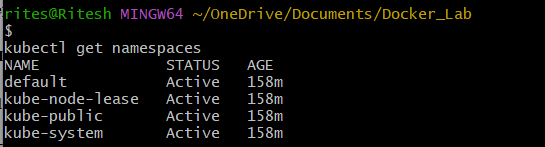 rites@Ritesh MINGW64 ~/OneDrive/Documents/Docker_Lab
$
kubectl get namespaces
NAME              STATUS   AGE
default           Active   158m
kube-node-lease   Active   158m
kube-public       Active   158m
kube-system       Active   158m